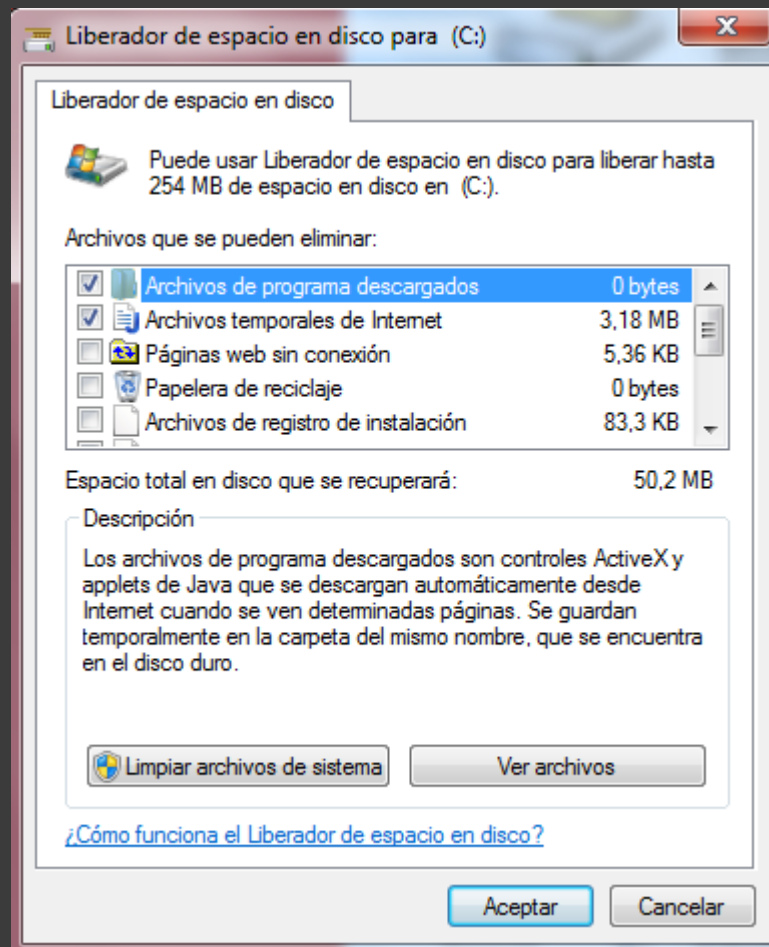 Liberador de espacio en disco para (C:)
Liberador de espacio en disco
Puede usar Liberador de espacio en disco para liberar hasta
254 MB de espacio en disco en (C:).
Archivos que se pueden eliminar:
Archivos de programa descargados 0 bytes
Archivos temporales de Internet 3,18 MB
Páginas web sin conexión 5,36 KB
Papelera de reciclaje 0 bytes
Archivos de registro de instalación 83,3 KB
Espacio total en disco que se recuperará: 50,2 MB
Descripción
Los archivos de programa descargados son controles ActiveX y
applets de Java que se descargan automáticamente desde
Internet cuando se ven determinadas páginas. Se guardan
temporalmente en la carpeta del mismo nombre, que se encuentra
en el disco duro.
Limpiar archivos de sistema Ver archivos
¿Cómo funciona el Liberador de espacio en disco?
Aceptar Cancelar